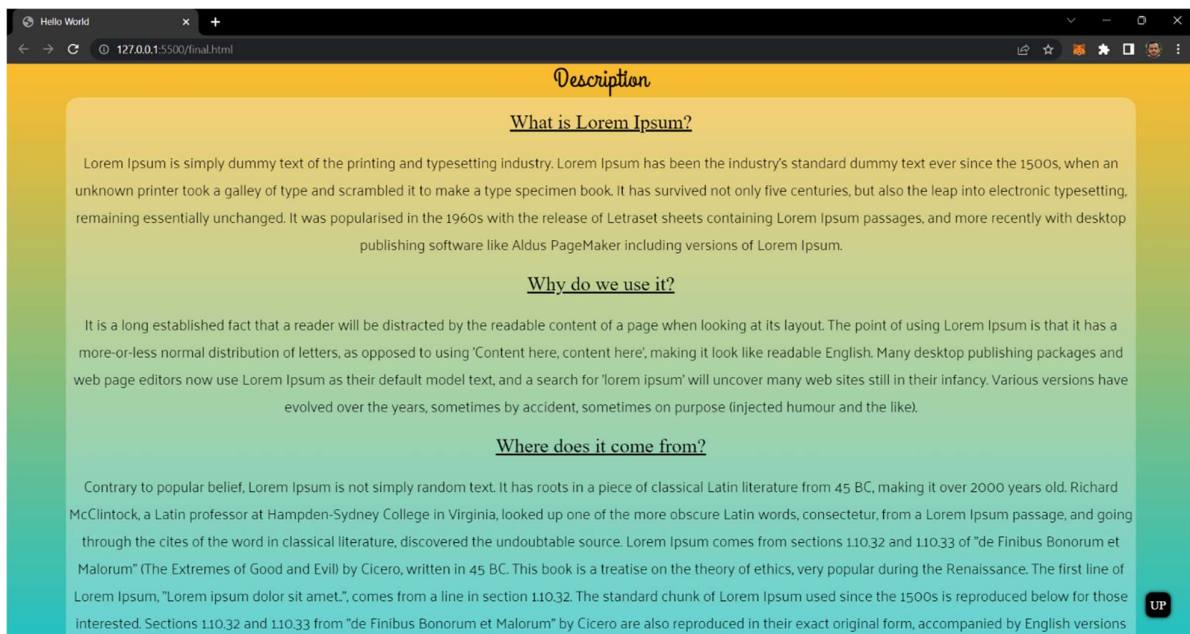 Hello World
127.0.0.1:5500/final.html
Description
What is Lorem Ipsum?
Lorem Ipsum is simply dummy text of the printing and typesetting industry. Lorem Ipsum has been the industry's standard dummy text ever since the 1500s, when an
unknown printer took a galley of type and scrambled it to make a type specimen book. It has survived not only five centuries, but also the leap into electronic typesetting,
remaining essentially unchanged. It was popularised in the 1960s with the release of Letraset sheets containing Lorem Ipsum passages, and more recently with desktop
publishing software like Aldus PageMaker including versions of Lorem Ipsum.
Why do we use it?
It is a long established fact that a reader will be distracted by the readable content of a page when looking at its layout. The point of using Lorem Ipsum is that it has a
more-or-less normal distribution of letters, as opposed to using 'Content here, content here', making it look like readable English. Many desktop publishing packages and
web page editors now use Lorem Ipsum as their default model text, and a search for 'lorem ipsum' will uncover many web sites still in their infancy. Various versions have
evolved over the years, sometimes by accident, sometimes on purpose (injected humour and the like).
Where does it come from?
Contrary to popular belief, Lorem Ipsum is not simply random text. It has roots in a piece of classical Latin literature from 45 BC, making it over 2000 years old. Richard
McClintock, a Latin professor at Hampden-Sydney College in Virginia, looked up one of the more obscure Latin words, consectetur, from a Lorem Ipsum passage, and going
through the cites of the word in classical literature, discovered the undoubtable source. Lorem Ipsum comes from sections 1.10.32 and 1.10.33 of "de Finibus Bonorum et
Malorum" (The Extremes of Good and Evil) by Cicero, written in 45 BC. This book is a treatise on the theory of ethics, very popular during the Renaissance. The first line of
Lorem Ipsum, "Lorem ipsum dolor sit amet..", comes from a line in section 1.10.32. The standard chunk of Lorem Ipsum used since the 1500s is reproduced below for those
interested. Sections 1.10.32 and 1.10.33 from "de Finibus Bonorum et Malorum" by Cicero are also reproduced in their exact original form, accompanied by English versions
UP